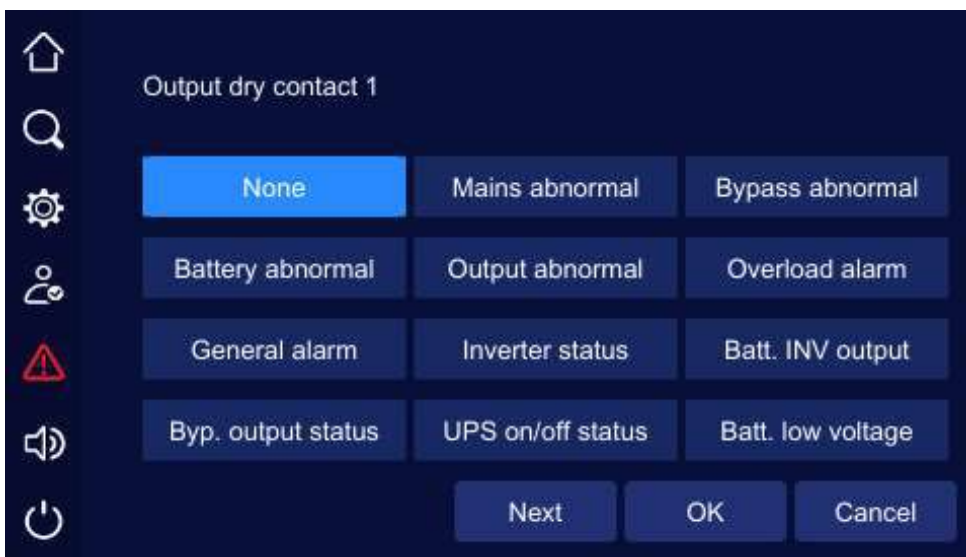 Output dry contact 1
None Mains abnormal Bypass abnormal
Battery abnormal Output abnormal Overload alarm
General alarm Inverter status Batt. INV output
Byp. output status UPS on/off status Batt. low voltage
Next OK Cancel